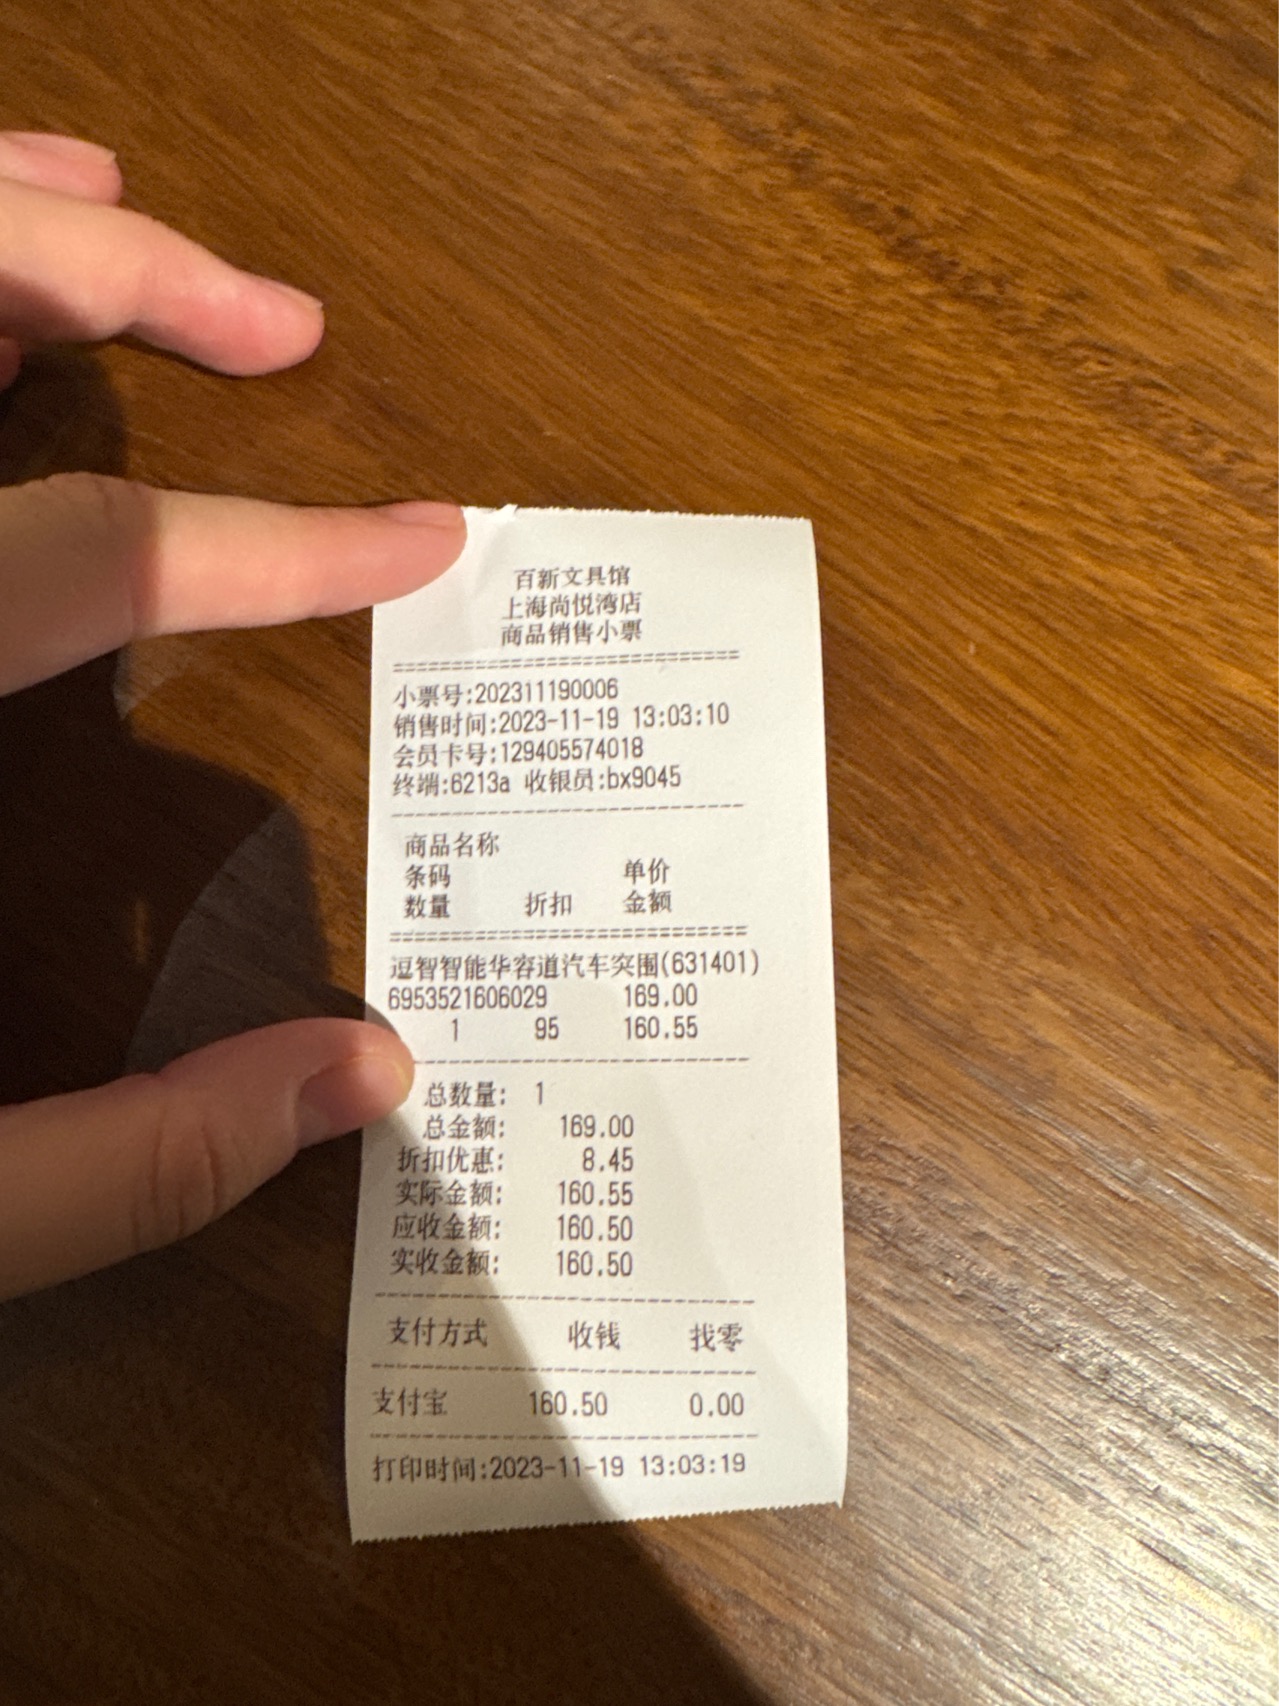 百新文具馆
上海尚悦湾店
商品销售小票
==============================
小票号:202311190006
销售时间:2023-11-19 13:03:10
会员卡号:129405574018
终端:6213a 收银员:bx9045
------------------------------
商品名称
条码 单价
数量 折扣 金额
==============================
逗智智能华容道汽车突围(631401)
6953521606029 169.00
1 95 160.55
------------------------------
总数量: 1
总金额: 169.00
折扣优惠: 8.45
实际金额: 160.55
应收金额: 160.50
实收金额: 160.50
------------------------------
支付方式 收钱 找零
------------------------------
支付宝 160.50 0.00
------------------------------
打印时间:2023-11-19 13:03:19